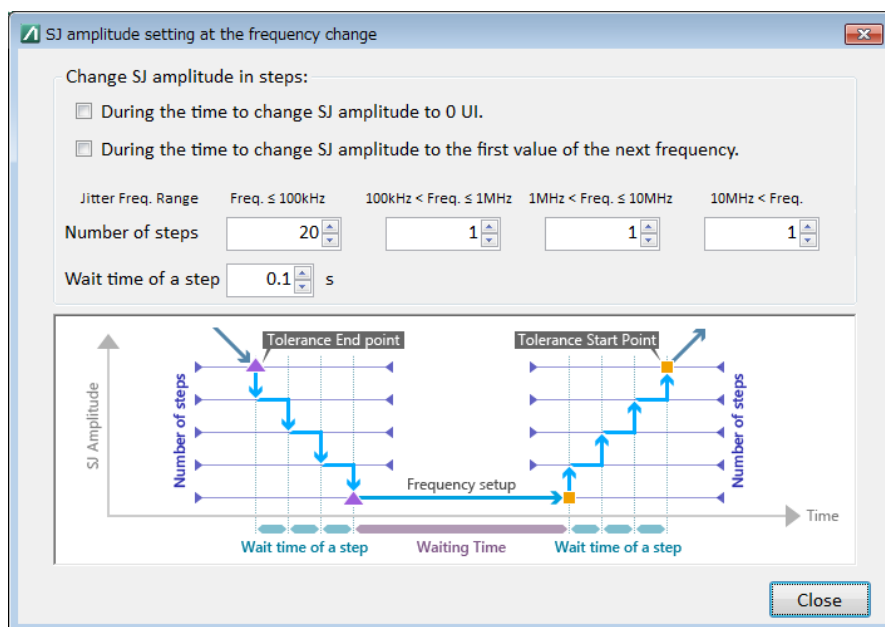 SJ amplitude setting at the frequency change
Change SJ amplitude in steps:
During the time to change SJ amplitude to 0 UI.
During the time to change SJ amplitude to the first value of the next frequency.
Jitter Freq. Range Freq. ≤ 100kHz 100kHz < Freq. ≤ 1MHz 1MHz < Freq. ≤ 10MHz 10MHz < Freq.
Number of steps 20 1 1 1
Wait time of a step 0.1 s
Tolerance End point Tolerance Start Point
SJ Amplitude
Number of steps
Number of steps
Frequency setup
Time
Wait time of a step Waiting Time Wait time of a step
Close